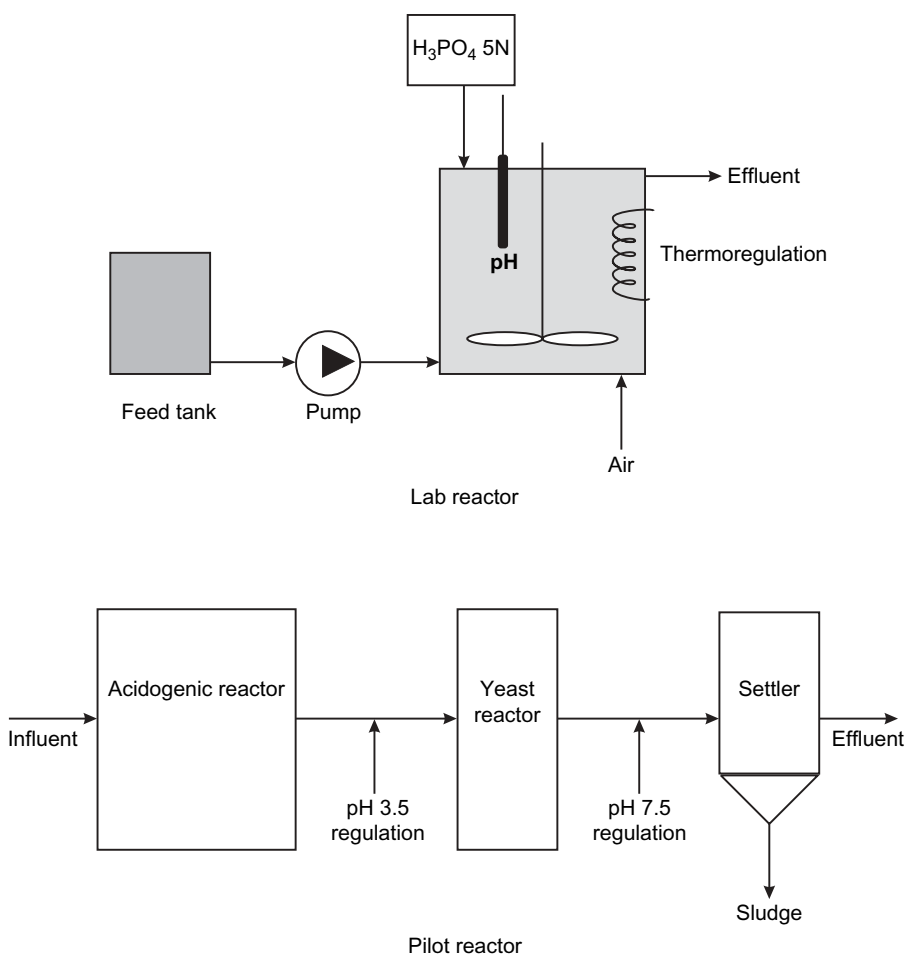 H₃PO₄ 5N
Effluent
pH
Thermoregulation
Feed tank
Pump
Air
Lab reactor
Acidogenic reactor
Yeast
reactor
Settler
Influent
Effluent
pH 3.5
regulation
pH 7.5
regulation
Sludge
Pilot reactor